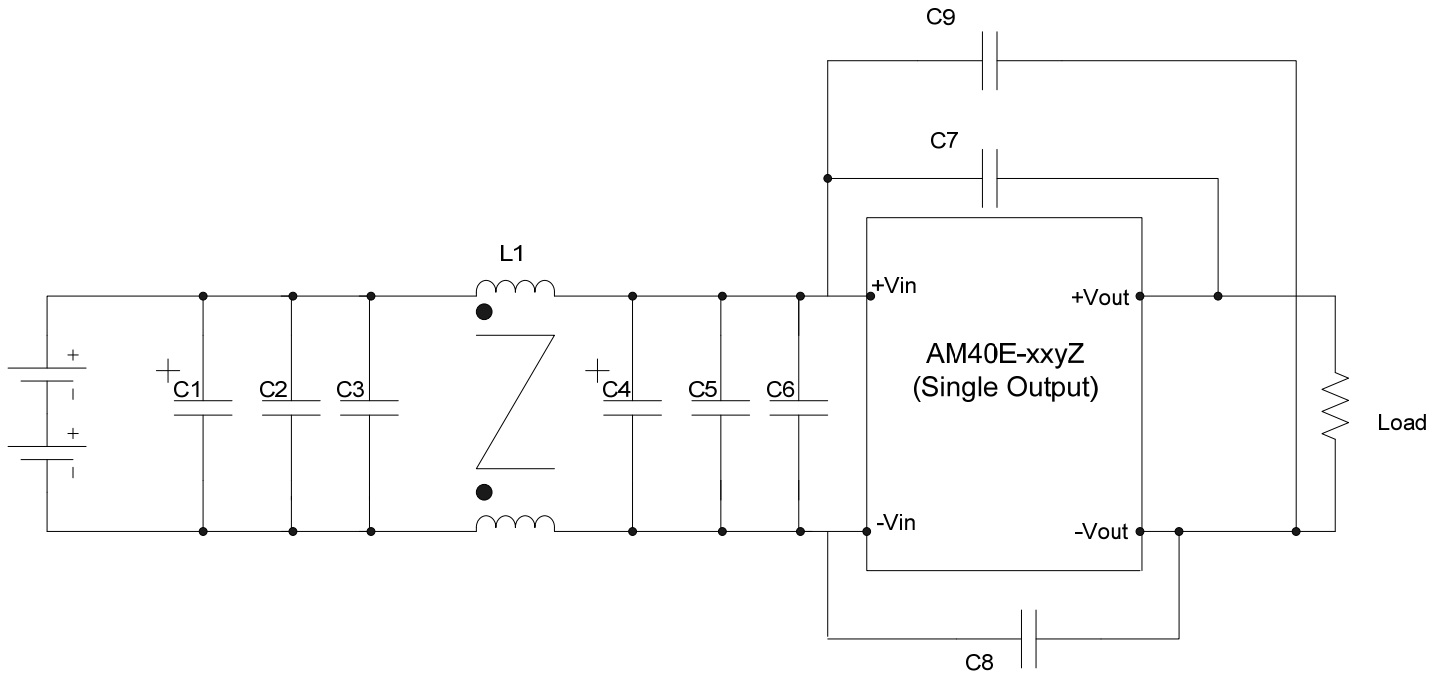 C9
C7
L1
+Vin
+Vout
AM40E-xxyZ
(Single Output)
+
-
+
C1
C2
C3
+
C4
C5
C6
Load
+
-
-Vin
-Vout
C8